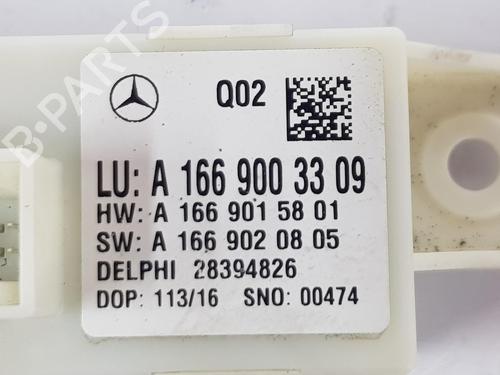 Q02
LU: A 166 900 33 09
HW: A 166 901 58 01
SW: A 166 902 08 05
DELPHI 28394826
DOP: 113/16 SNO: 00474
B-PARTS